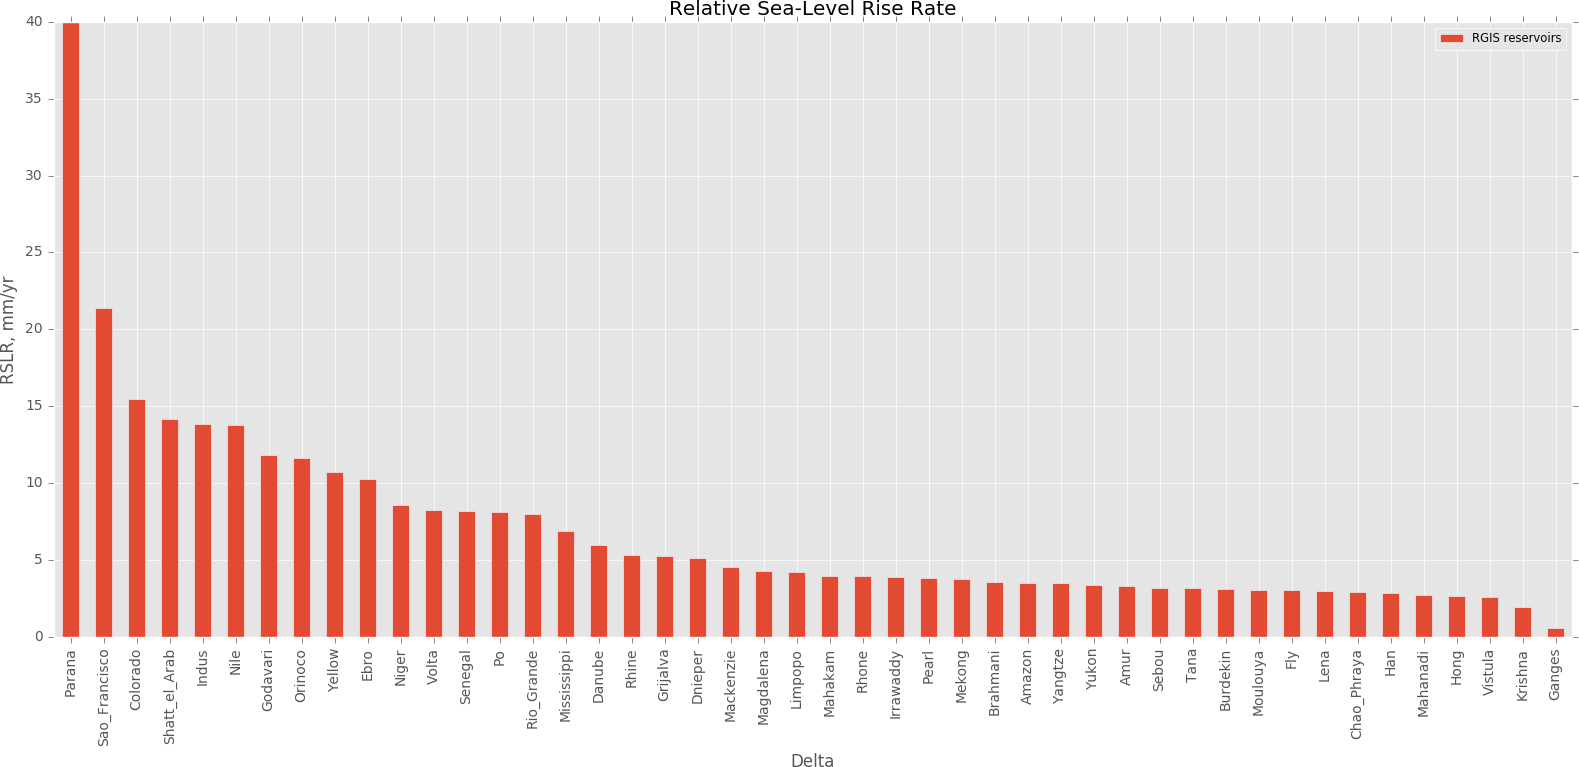 Relative Sea-Level Rise Rate
RGIS reservoirs
RSLR, mm/yr
40
35
30
25
20
15
10
5
0
Parana
Sao_Francisco
Colorado
Shatt_el_Arab
Indus
Nile
Godavari
Orinoco
Yellow
Ebro
Niger
Volta
Senegal
Po
Rio_Grande
Mississippi
Danube
Rhine
Grijalva
Dnieper
Mackenzie
Magdalena
Limpopo
Mahakam
Rhone
Irrawaddy
Pearl
Mekong
Brahmani
Amazon
Yangtze
Yukon
Amur
Sebou
Tana
Burdekin
Moulouya
Fly
Lena
Chao_Phraya
Han
Mahanadi
Hong
Vistula
Krishna
Ganges
Delta